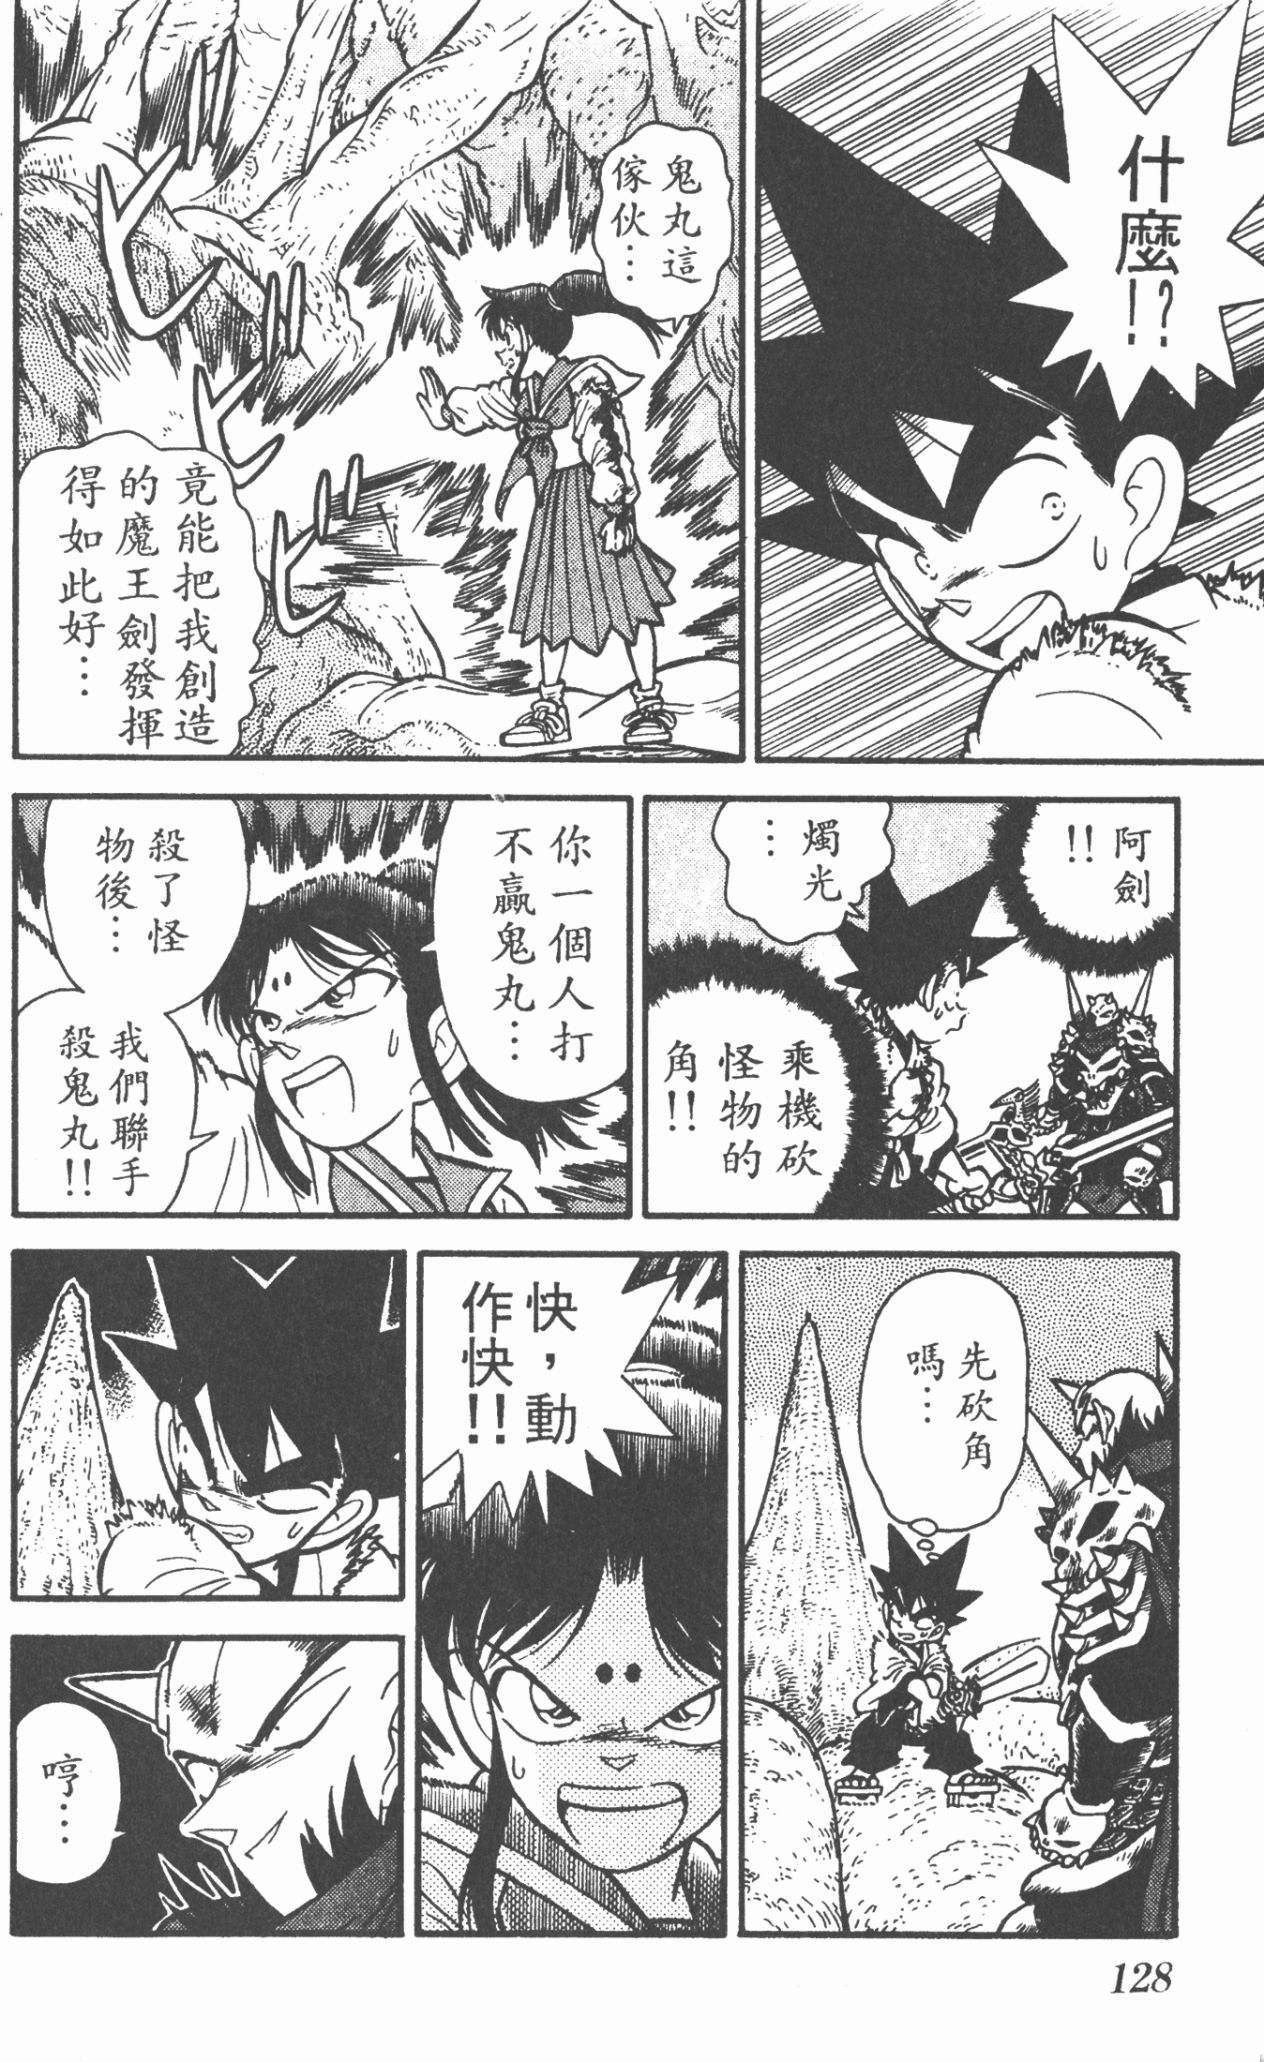 什麼!?
鬼丸這
傢伙…
竟能把我創造
的魔王劍發揮
得如此好…
阿劍
!!
燭光
…
乘機砍
怪物的
角!!
你一個人打
不贏鬼丸…
殺了怪
物後…
我們聯手
殺鬼丸!!
先砍角
嗎…
快，動
作快!!
哼…
128